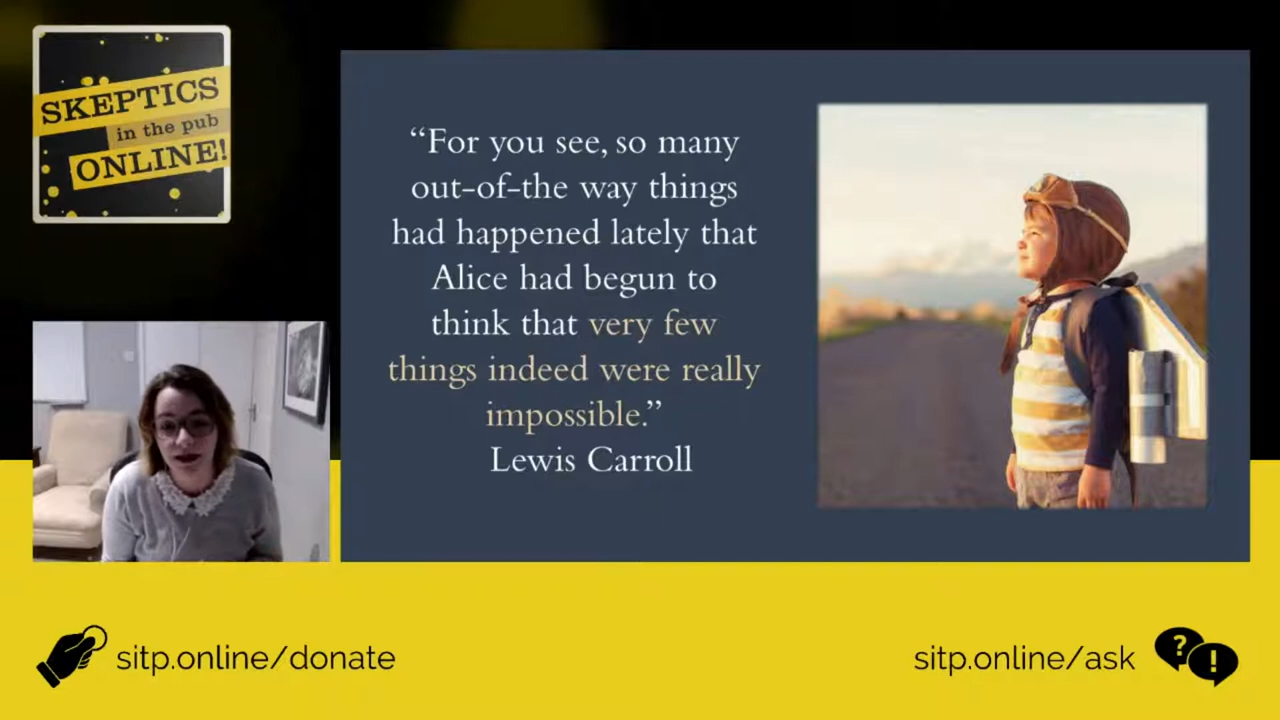 SKEPTICS
in the pub
ONLINE!
“For you see, so many
out-of-the way things
had happened lately that
Alice had begun to
think that very few
things indeed were really
impossible.”
Lewis Carroll
sitp.online/donate
sitp.online/ask
? !